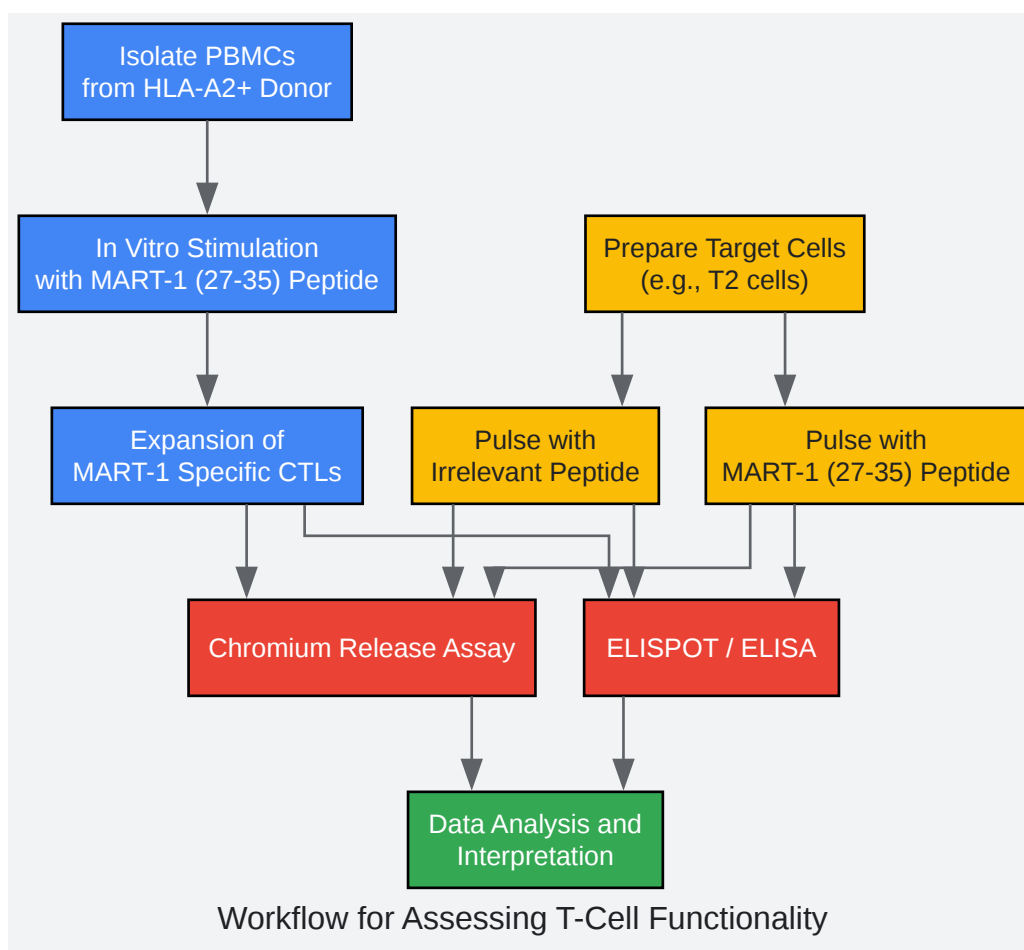 Isolate PBMCs
from HLA-A2+ Donor
In Vitro Stimulation
with MART-1 (27-35) Peptide
Prepare Target Cells
(e.g., T2 cells)
Expansion of
MART-1 Specific CTLs
Pulse with
Irrelevant Peptide
Pulse with
MART-1 (27-35) Peptide
Chromium Release Assay
ELISPOT / ELISA
Data Analysis and
Interpretation
Workflow for Assessing T-Cell Functionality